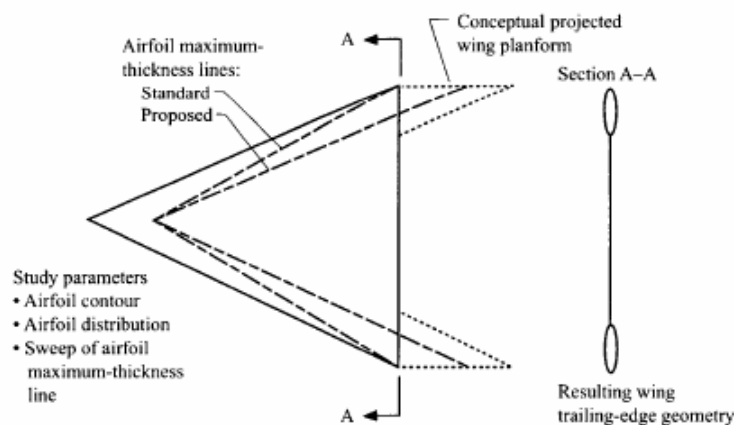 A
Conceptual projected
wing planform
Airfoil maximum-
thickness lines:
Standard
Proposed
Section A–A
Study parameters
• Airfoil contour
• Airfoil distribution
• Sweep of airfoil
maximum-thickness
line
A
Resulting wing
trailing-edge geometry